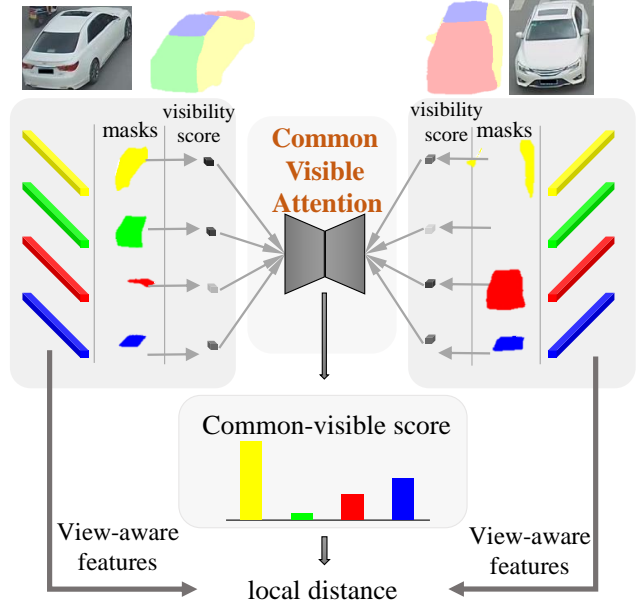 masks
visibility
score
Common
Visible
Attention
visibility
score
masks
Common-visible score
View-aware
features
View-aware
features
local distance